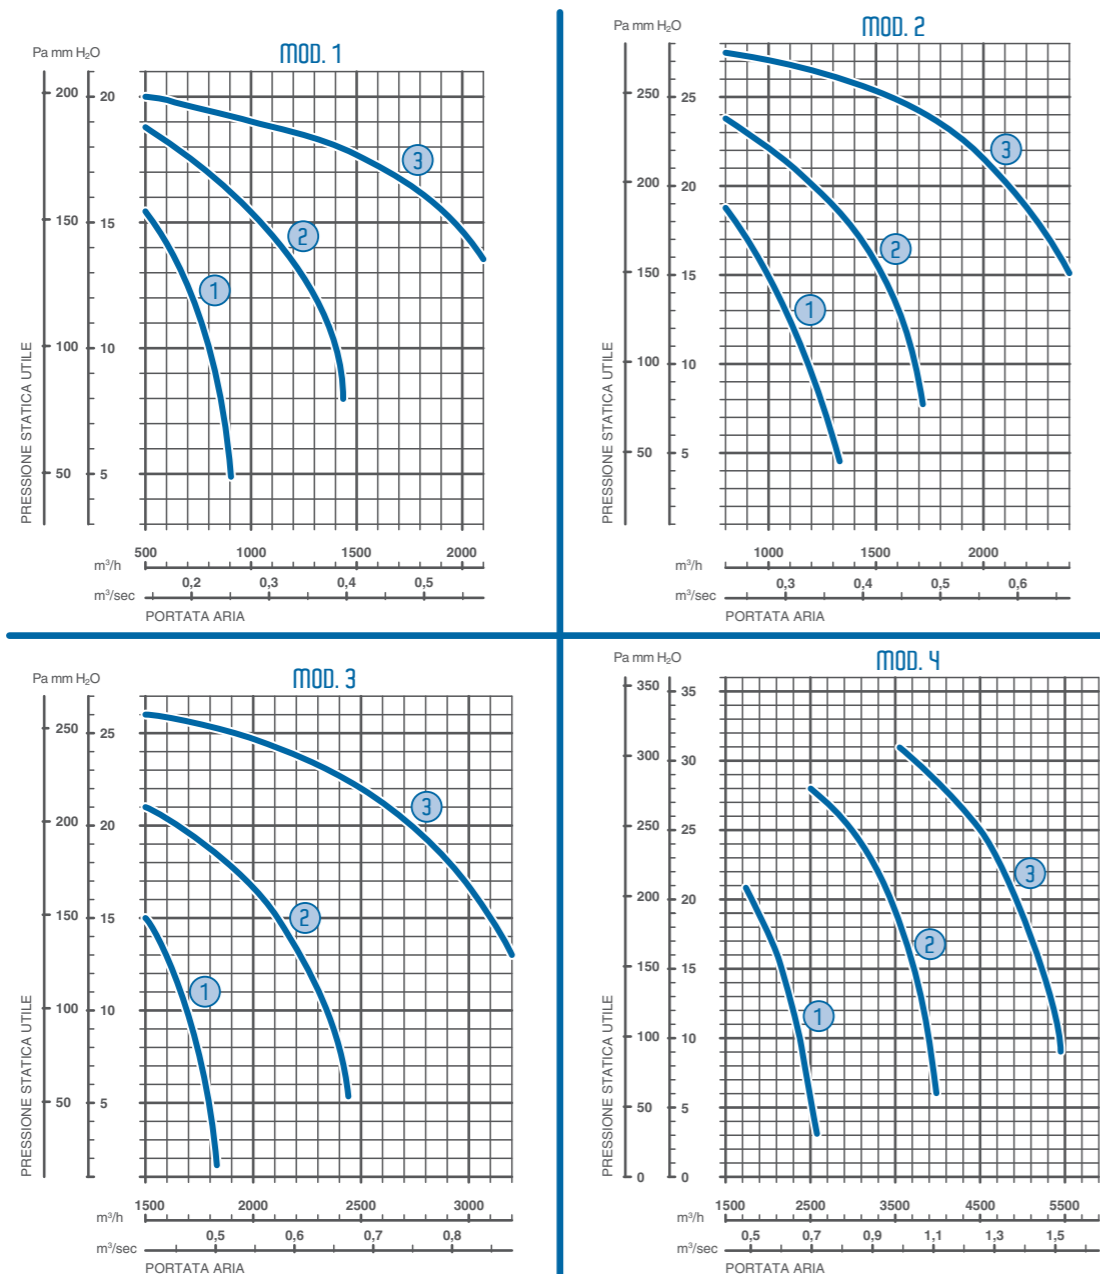 MOD. 1
Pa mm H₂O
200
150
100
50
20
15
10
5
PRESSIONE STATICA UTILE
1
2
3
500 1000 1500 2000
m³/h
0,2 0,3 0,4 0,5
m³/sec
PORTATA ARIA
MOD. 2
Pa mm H₂O
250
200
150
100
50
25
20
15
10
5
PRESSIONE STATICA UTILE
1
2
3
1000 1500 2000
m³/h
0,3 0,4 0,5 0,6
m³/sec
PORTATA ARIA
MOD. 3
Pa mm H₂O
250
200
150
100
50
25
20
15
10
5
PRESSIONE STATICA UTILE
1
2
3
1500 2000 2500 3000
m³/h
0,5 0,6 0,7 0,8
m³/sec
PORTATA ARIA
MOD. 4
Pa mm H₂O
350
300
250
200
150
100
50
0
35
30
25
20
15
10
5
0
PRESSIONE STATICA UTILE
1
2
3
1500 2500 3500 4500 5500
m³/h
0,5 0,7 0,9 1,1 1,3 1,5
m³/sec
PORTATA ARIA